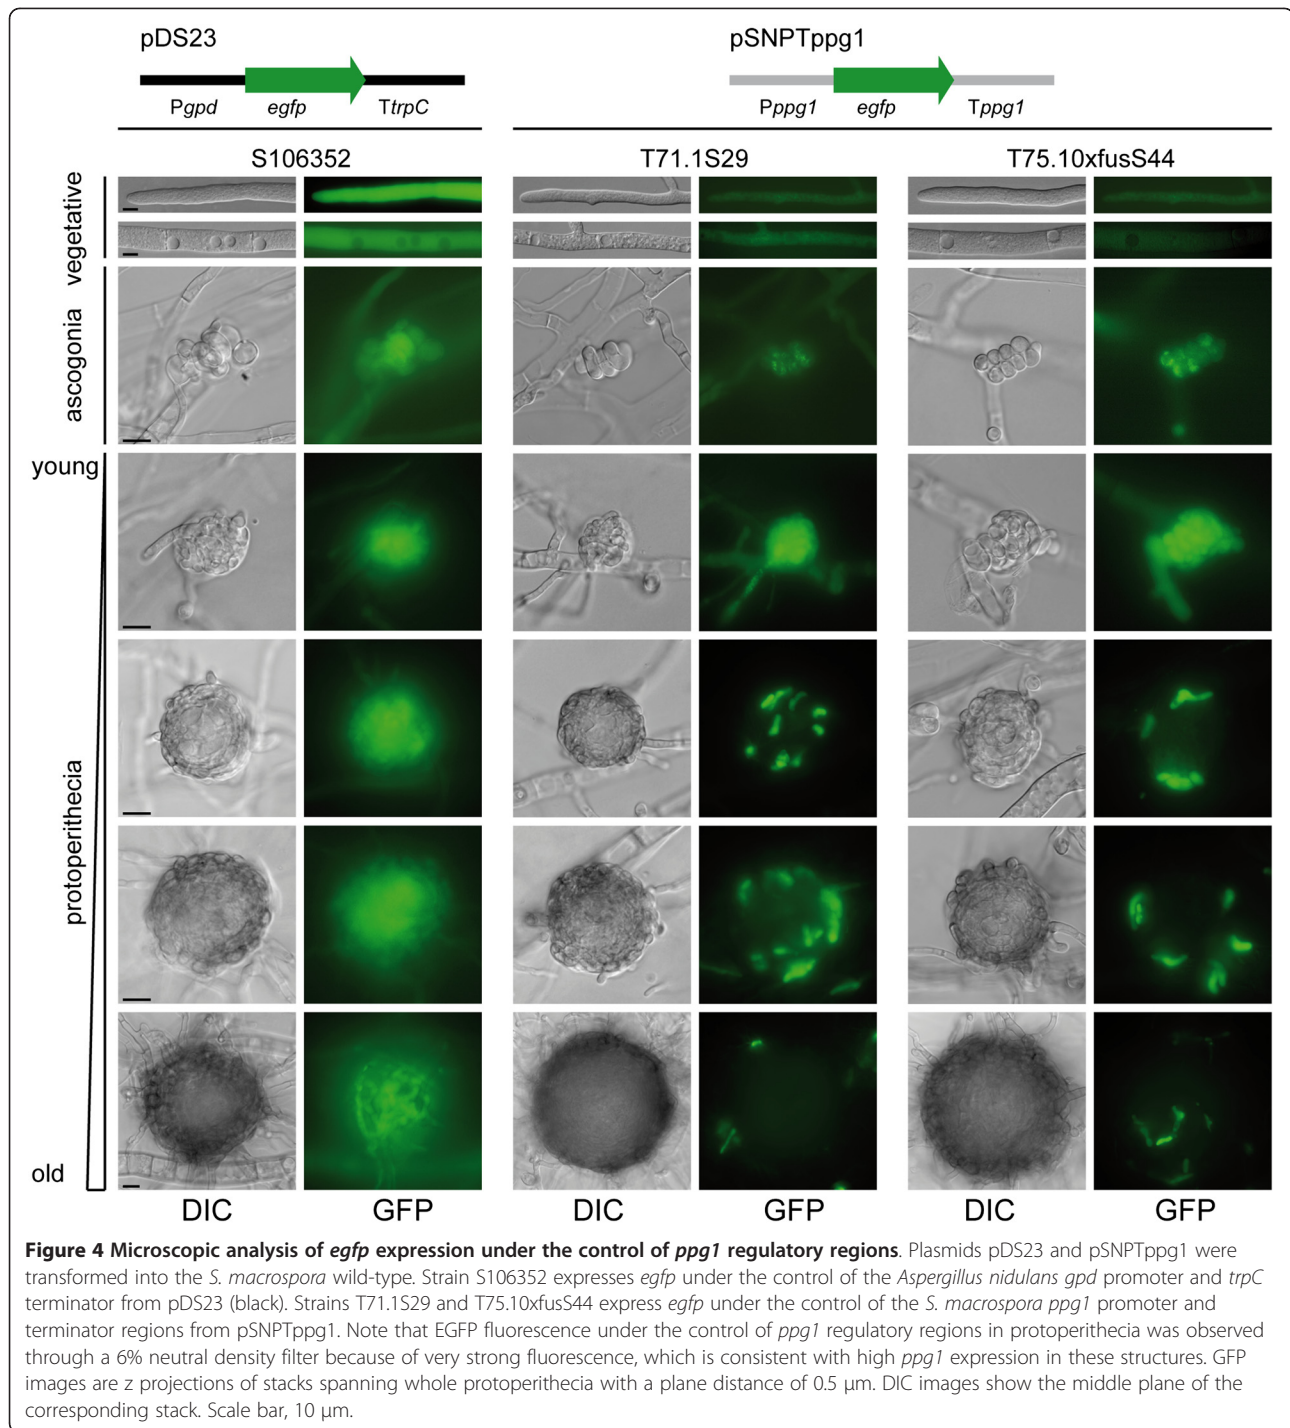 pDS23
pSNPTppg1
Pgpd egfp TtrpC
Pppg1 egfp Tppg1
S106352
T71.1S29
T75.10xfusS44
vegetative
ascogonia
young
protoperithecia
old
DIC GFP DIC GFP DIC GFP
Figure 4 Microscopic analysis of egfp expression under the control of ppg1 regulatory regions. Plasmids pDS23 and pSNPTppg1 were
transformed into the S. macrospora wild-type. Strain S106352 expresses egfp under the control of the Aspergillus nidulans gpd promoter and trpC
terminator from pDS23 (black). Strains T71.1S29 and T75.10xfusS44 express egfp under the control of the S. macrospora ppg1 promoter and
terminator regions from pSNPTppg1. Note that EGFP fluorescence under the control of ppg1 regulatory regions in protoperithecia was observed
through a 6% neutral density filter because of very strong fluorescence, which is consistent with high ppg1 expression in these structures. GFP
images are z projections of stacks spanning whole protoperithecia with a plane distance of 0.5 μm. DIC images show the middle plane of the
corresponding stack. Scale bar, 10 μm.